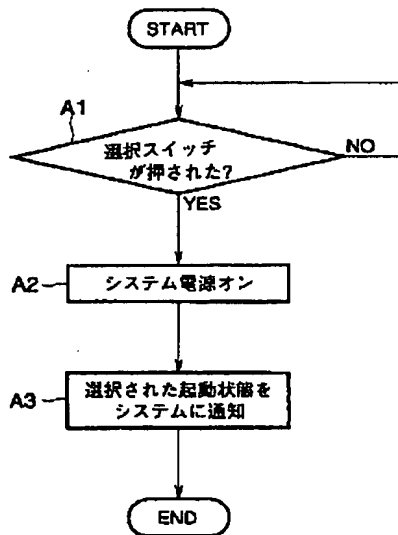 START
A1
選択スイッチ
が押された?
NO
YES
A2
システム電源オン
A3
選択された起動状態を
システムに通知
END